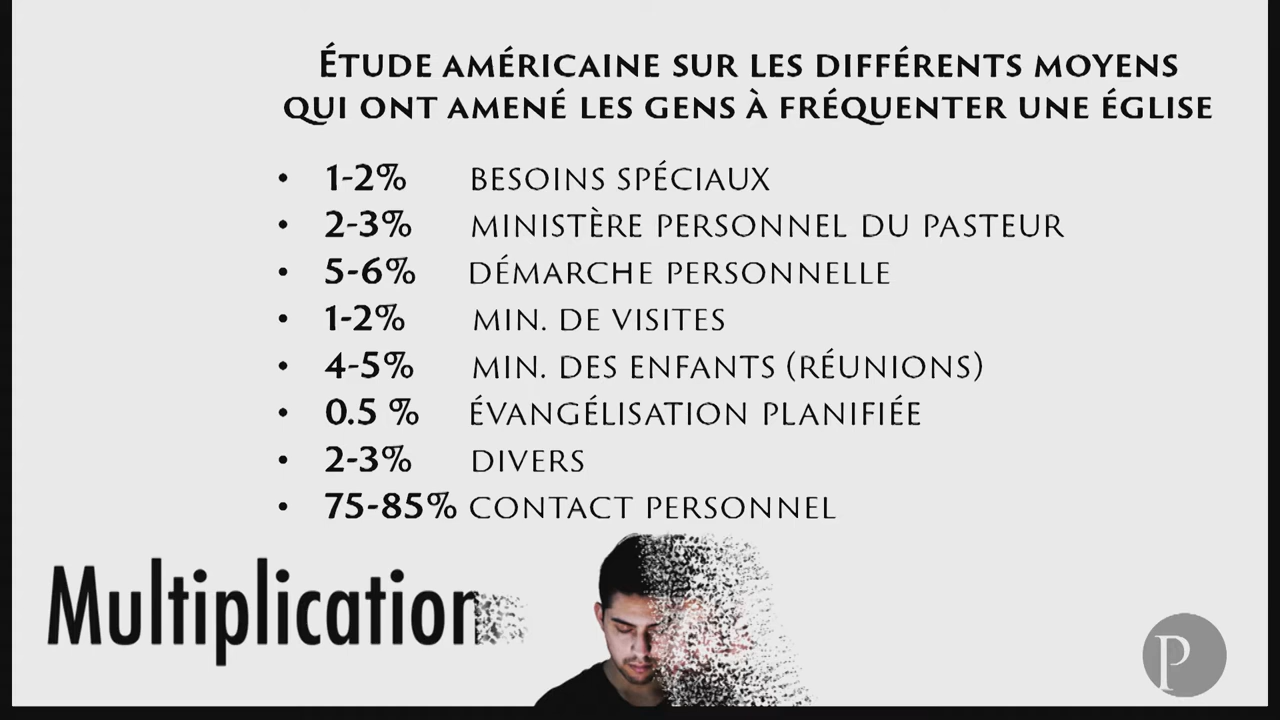 ÉTUDE AMÉRICAINE SUR LES DIFFÉRENTS MOYENS
QUI ONT AMENÉ LES GENS À FRÉQUENTER UNE ÉGLISE
• 1-2% BESOINS SPÉCIAUX
• 2-3% MINISTÈRE PERSONNEL DU PASTEUR
• 5-6% DÉMARCHE PERSONNELLE
• 1-2% MIN. DE VISITES
• 4-5% MIN. DES ENFANTS (RÉUNIONS)
• 0.5 % ÉVANGÉLISATION PLANIFIÉE
• 2-3% DIVERS
• 75-85% CONTACT PERSONNEL
Multiplication
P